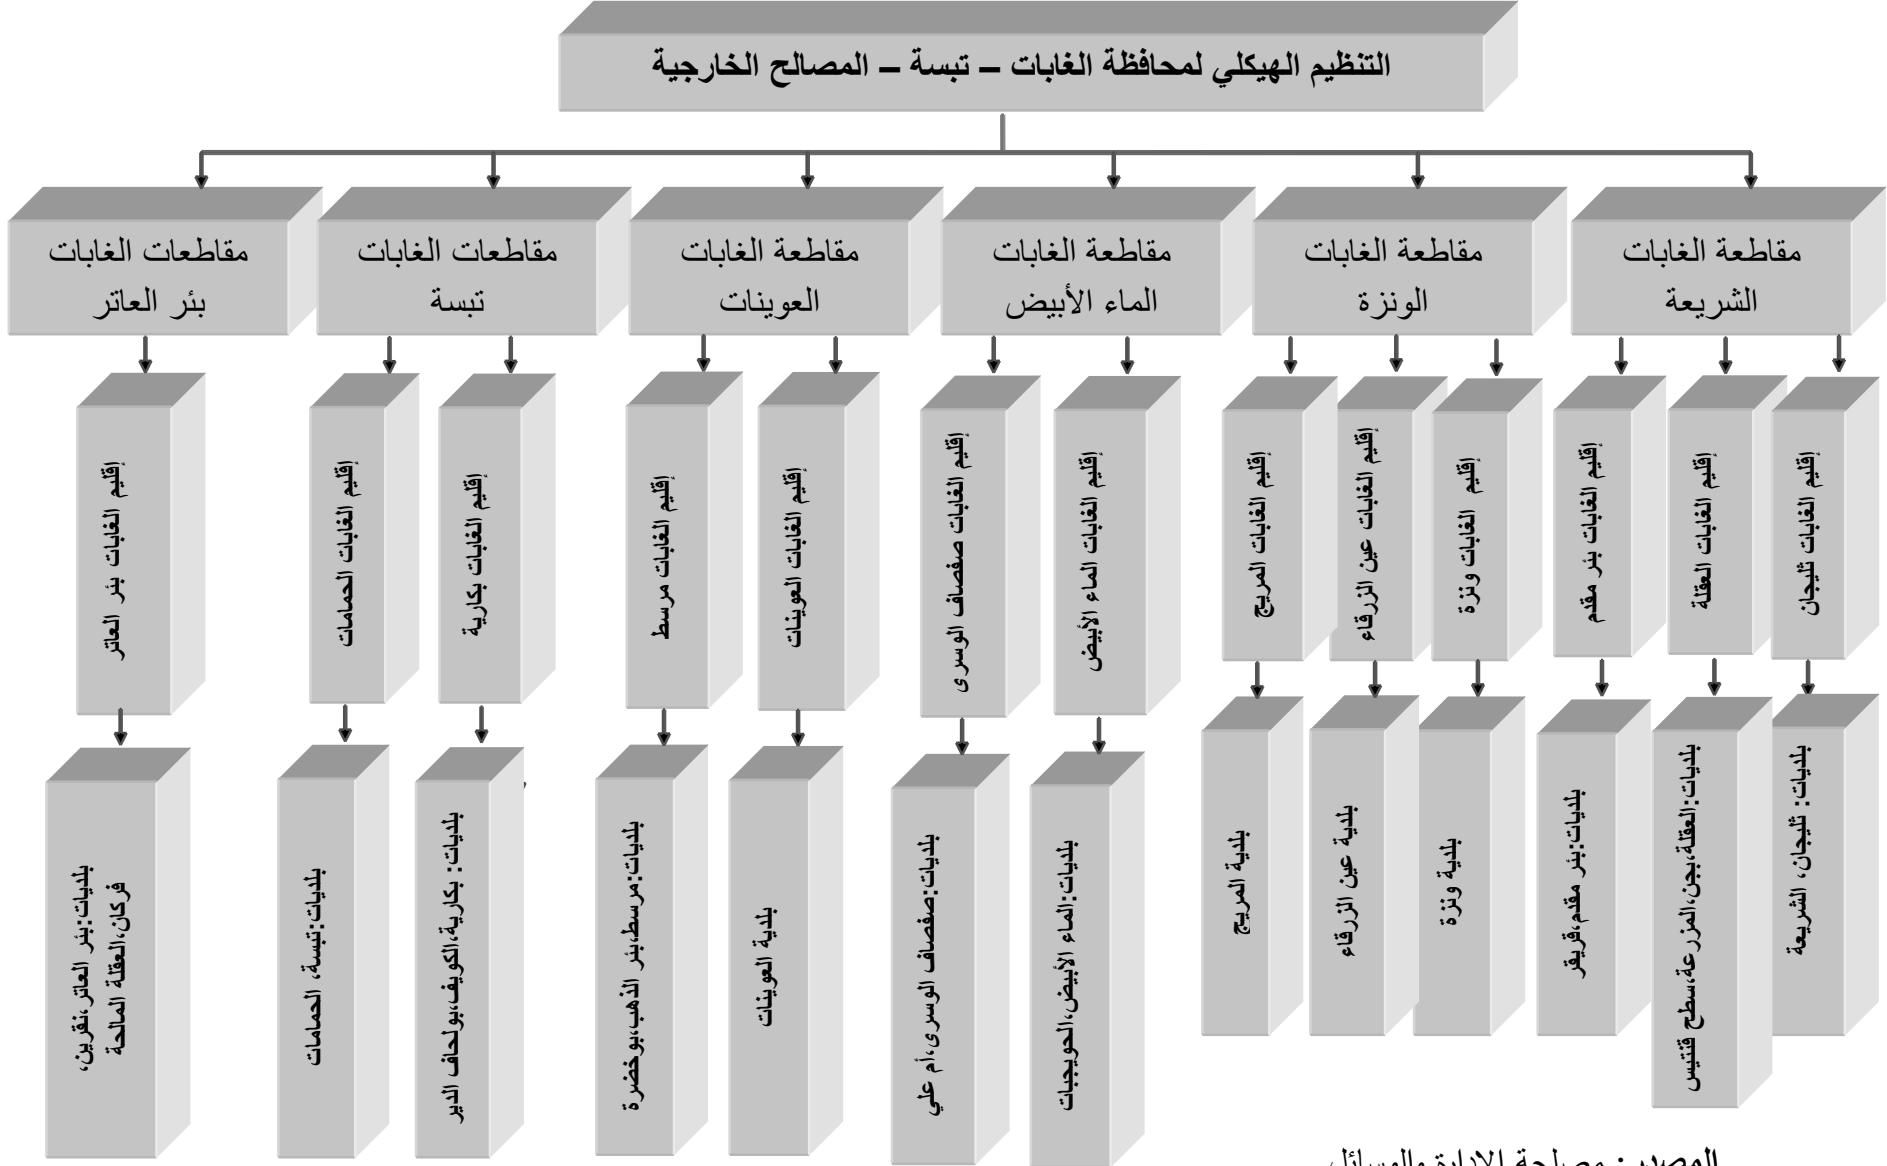 التنظيم الهيكلي لمحافظة الغابات – تبسة – المصالح الخارجية
مقاطعة الغابات
الشريعة
مقاطعة الغابات
الونزة
مقاطعة الغابات
الماء الأبيض
مقاطعة الغابات
العوينات
مقاطعات الغابات
تبسة
مقاطعات الغابات
بئر العاتر
إقليم الغابات ثليجان
إقليم الغابات العقلة
إقليم الغابات بئر مقدم
إقليم الغابات ونزة
إقليم الغابات عين الزرقاء
إقليم الغابات المريج
إقليم الغابات الماء الأبيض
إقليم الغابات صفصاف الوسرى
إقليم الغابات العوينات
إقليم الغابات مرسط
إقليم الغابات بكارية
إقليم الغابات الحمامات
إقليم الغابات بئر العاتر
بلديات: ثليجان، الشريعة
بلديات:العقلة،بجن،المزرعة،سطح قنتيس
بلديات:بئر مقدم،قريقر
بلدية ونزة
بلدية عين الزرقاء
بلدية المريج
بلديات:الماء الأبيض،الحويجبات
بلديات:صفصاف الوسرى،أم علي
بلدية العوينات
بلديات:مرسط،بئر الذهب،بوخضرة
بلديات: بكارية،الكويف،بولحاف الدير
بلديات:تبسة، الحمامات
بلديات:بئر العاتر،نقرين،
فركان،العقلة المالحة
المصدر : مصلحة الإدارة والوسائل